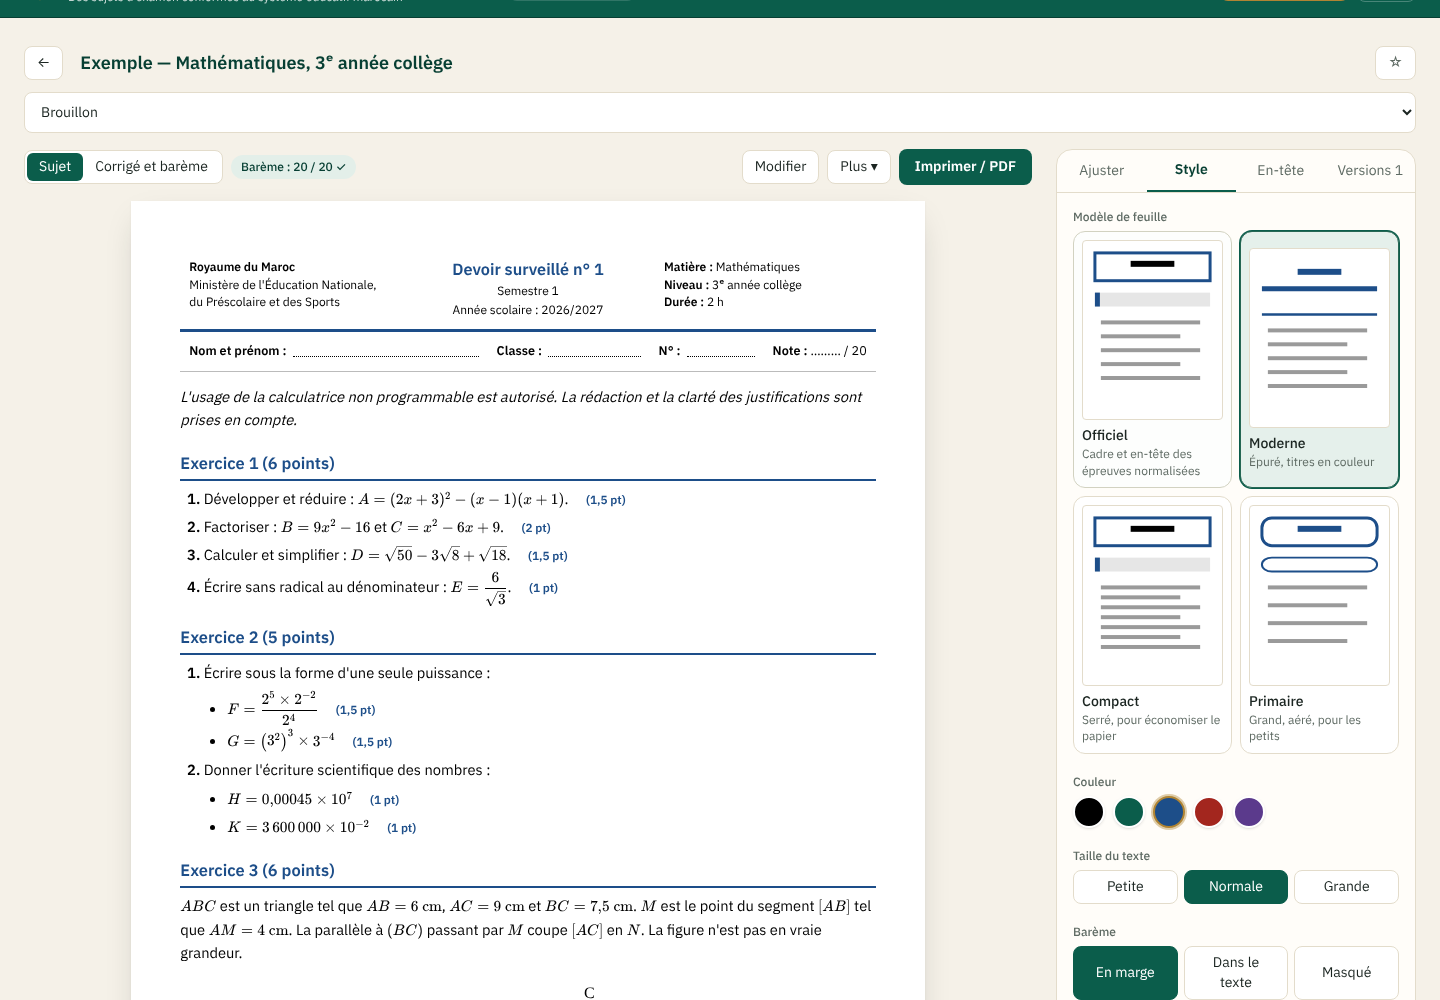 ← Exemple — Mathématiques, 3ᵉ année collège ☆
Brouillon
Sujet Corrigé et barème Barème : 20 / 20 ✓ Modifier Plus ▾ Imprimer / PDF
Royaume du Maroc
Ministère de l'Éducation Nationale,
du Préscolaire et des Sports
Devoir surveillé n° 1
Semestre 1
Année scolaire : 2026/2027
Matière : Mathématiques
Niveau : 3ᵉ année collège
Durée : 2 h
Nom et prénom : Classe : N° : Note : ......... / 20
L'usage de la calculatrice non programmable est autorisé. La rédaction et la clarté des justifications sont
prises en compte.
Exercice 1 (6 points)
1. Développer et réduire : A = (2x + 3)² − (x − 1)(x + 1). (1,5 pt)
2. Factoriser : B = 9x² − 16 et C = x² − 6x + 9. (2 pt)
3. Calculer et simplifier : D = √50 − 3√8 + √18. (1,5 pt)
4. Écrire sans radical au dénominateur : E = 6/√3. (1 pt)
Exercice 2 (5 points)
1. Écrire sous la forme d'une seule puissance :
• F = (2⁵ × 2⁻²)/2⁴ (1,5 pt)
• G = (3²)³ × 3⁻⁴ (1,5 pt)
2. Donner l'écriture scientifique des nombres :
• H = 0,00045 × 10⁷ (1 pt)
• K = 3 600 000 × 10⁻² (1 pt)
Exercice 3 (6 points)
ABC est un triangle tel que AB = 6 cm, AC = 9 cm et BC = 7,5 cm. M est le point du segment [AB] tel
que AM = 4 cm. La parallèle à (BC) passant par M coupe [AC] en N. La figure n'est pas en vraie
grandeur.
C
Ajuster Style En-tête Versions 1
Modèle de feuille
Officiel
Cadre et en-tête des
épreuves normalisées
Moderne
Épuré, titres en couleur
Compact
Serré, pour économiser le
papier
Primaire
Grand, aéré, pour les
petits
Couleur
Taille du texte
Petite Normale Grande
Barème
En marge
Dans le
texte
Masqué